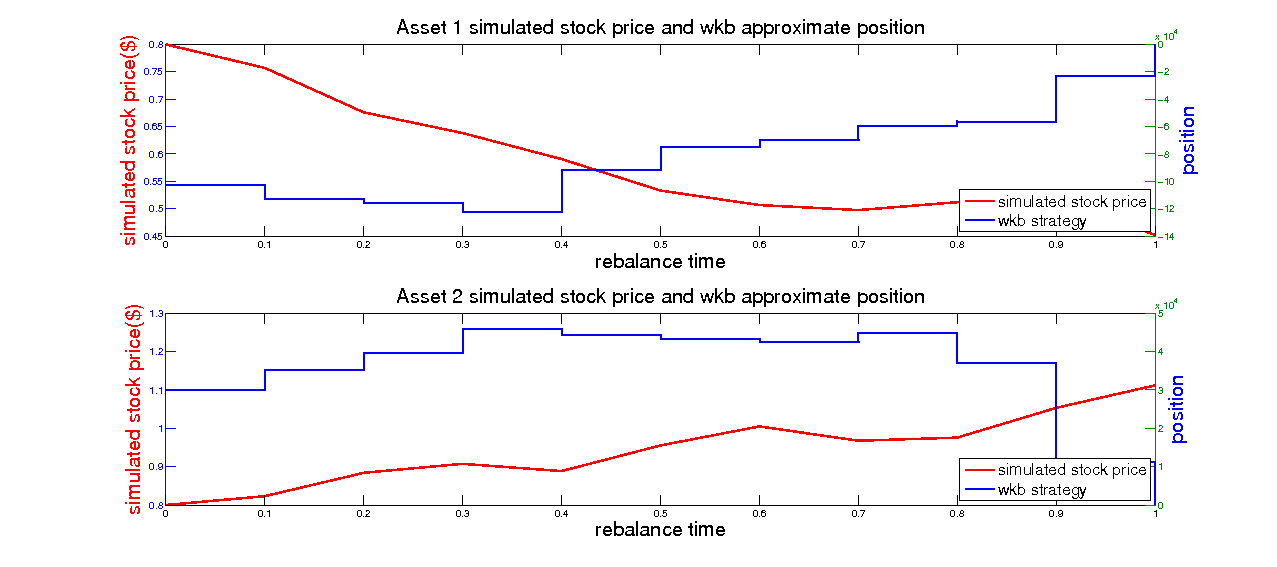 Asset 1 simulated stock price and wkb approximate position
x 10^4
simulated stock price($)
0.8
0.75
0.7
0.65
0.6
0.55
0.5
0.45
0
-2
-4
-6
-8
-10
-12
-14
position
simulated stock price
wkb strategy
0 0.1 0.2 0.3 0.4 0.5 0.6 0.7 0.8 0.9 1
rebalance time
Asset 2 simulated stock price and wkb approximate position
x 10^4
simulated stock price($)
1.3
1.2
1.1
1
0.9
0.8
5
4
3
2
1
0
position
simulated stock price
wkb strategy
0 0.1 0.2 0.3 0.4 0.5 0.6 0.7 0.8 0.9 1
rebalance time